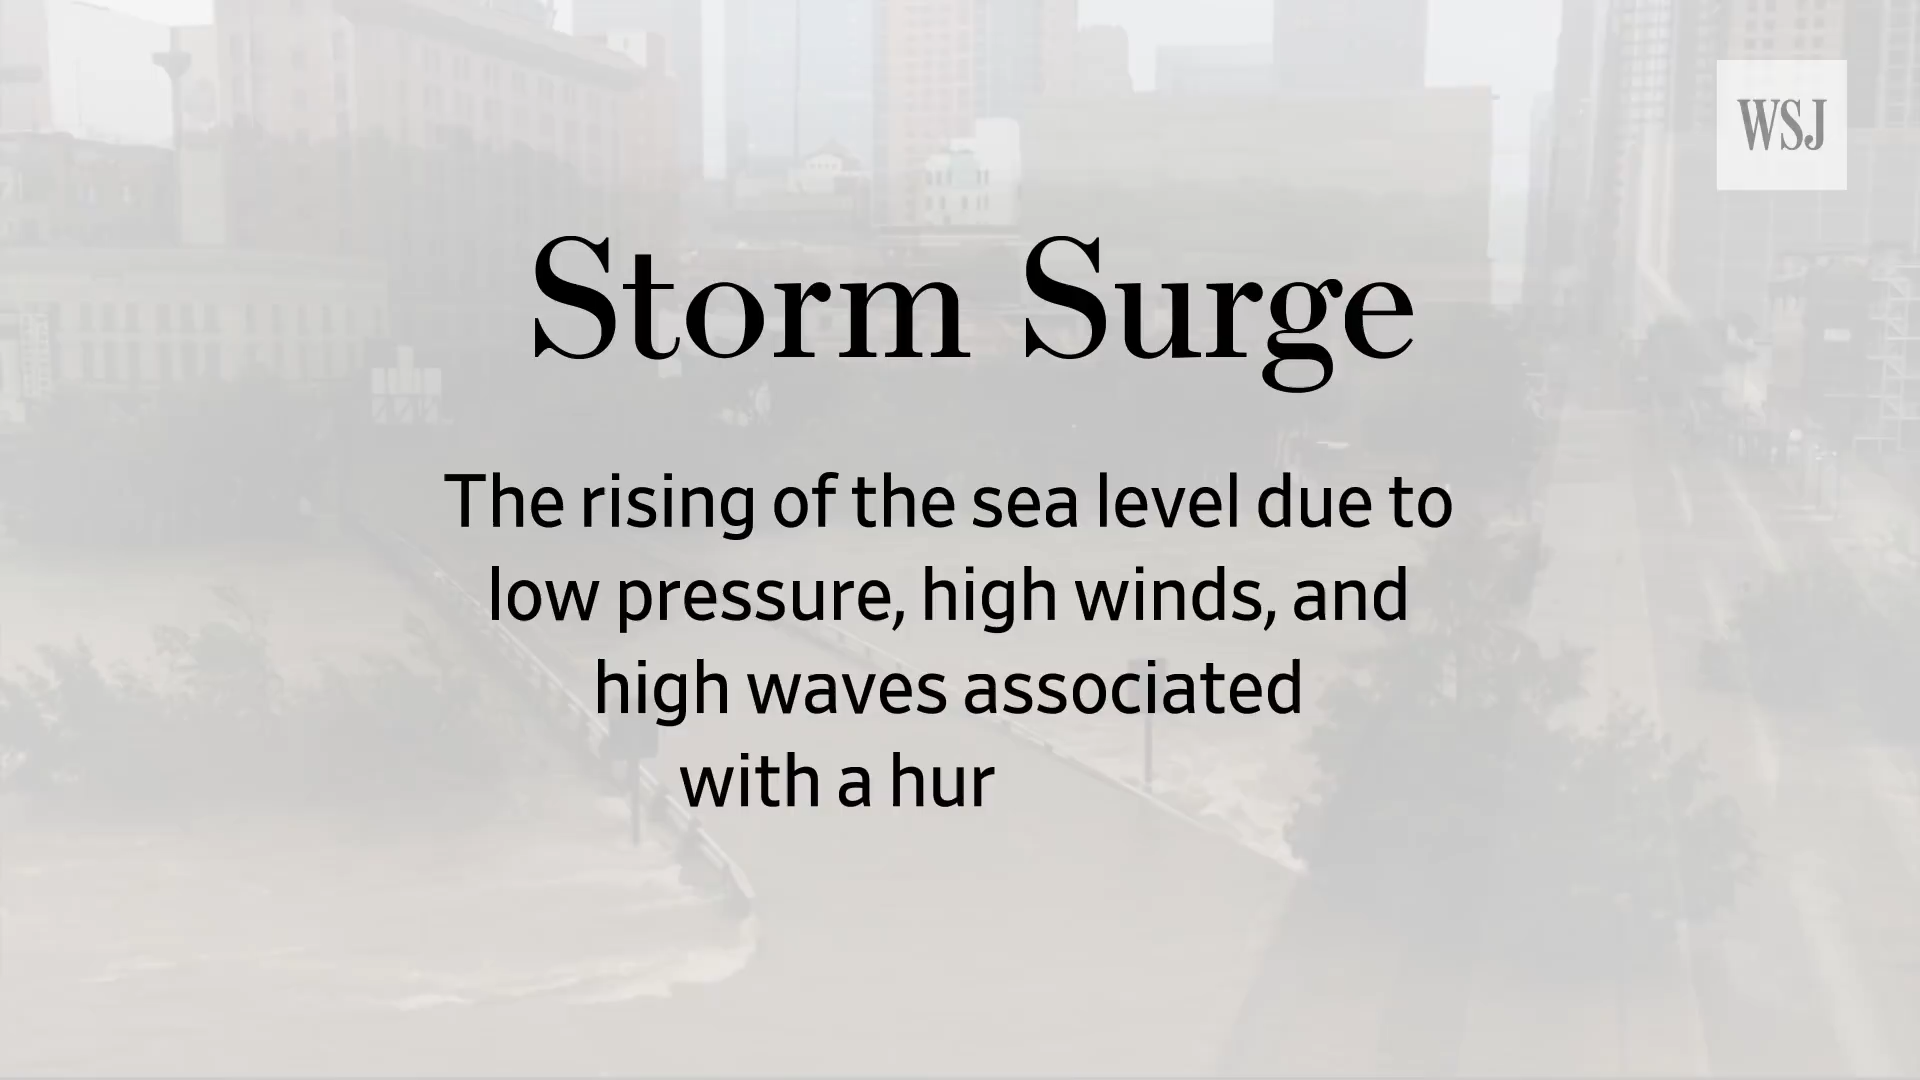 WSJ
Storm Surge
The rising of the sea level due to
low pressure, high winds, and
high waves associated
with a hur